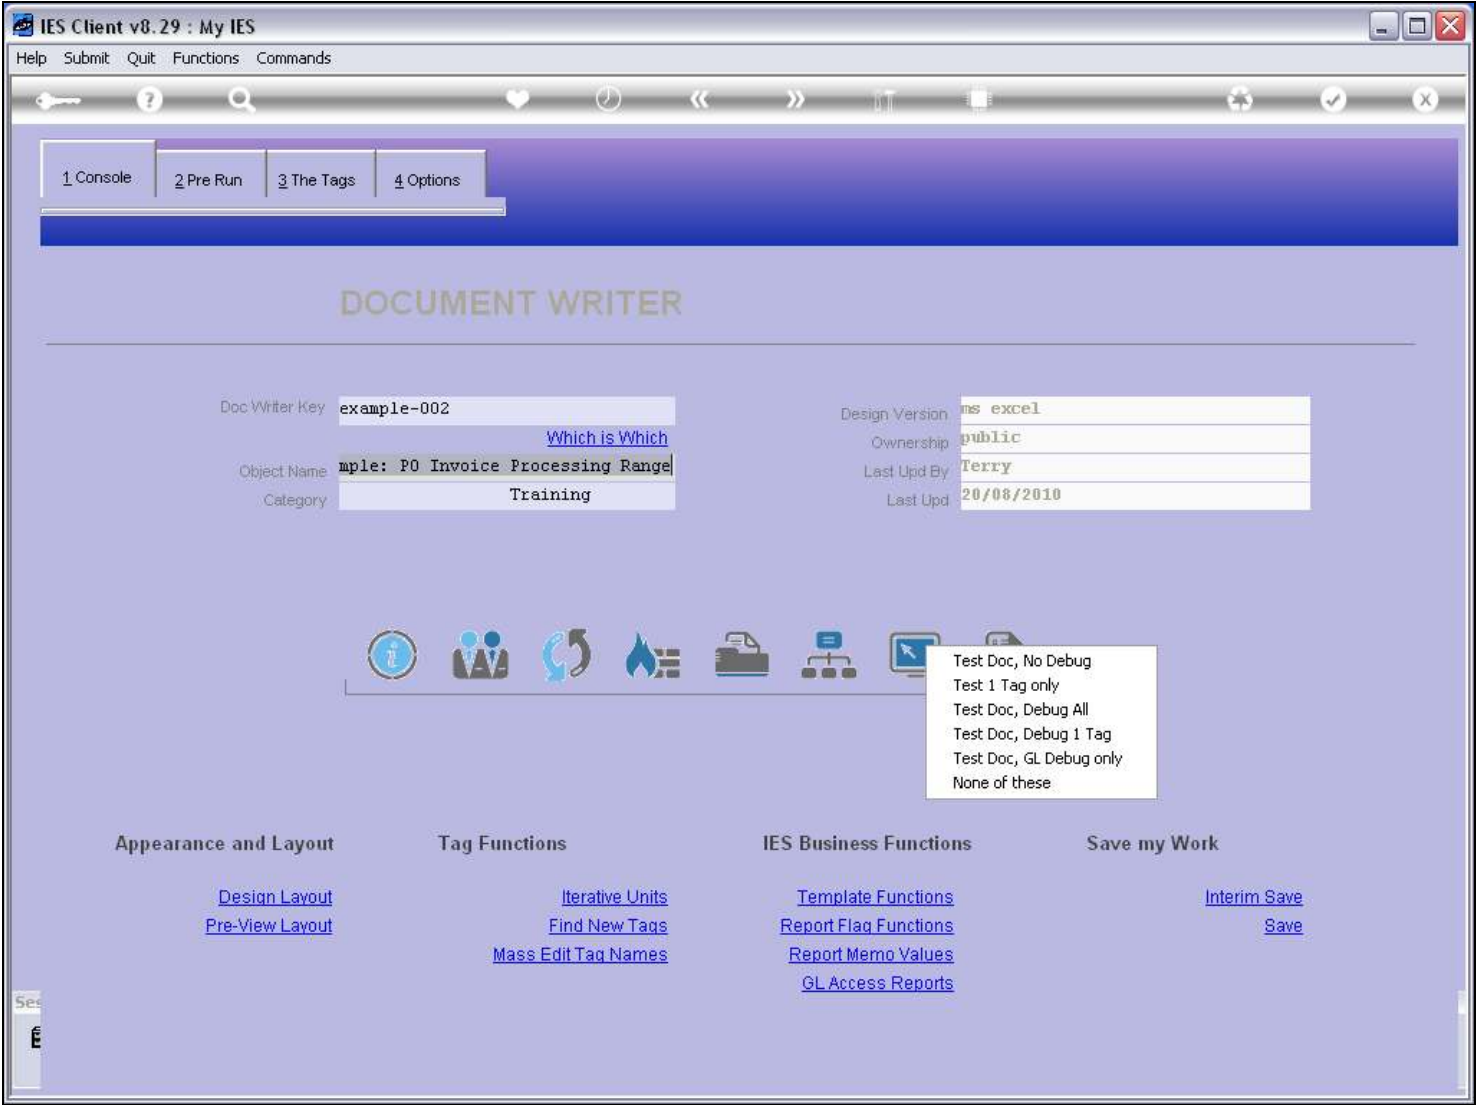 IES Client v8.29 : My IES
Help Submit Quit Functions Commands
1 Console 2 Pre Run 3 The Tags 4 Options
DOCUMENT WRITER
Doc Writer Key example-002
Which is Which
Object Name mple: PO Invoice Processing Range
Category Training
Design Version ms excel
Ownership public
Last Upd By Terry
Last Upd 20/08/2010
Test Doc, No Debug
Test 1 Tag only
Test Doc, Debug All
Test Doc, Debug 1 Tag
Test Doc, GL Debug only
None of these
Appearance and Layout
Design Layout
Pre-View Layout
Tag Functions
Iterative Units
Find New Tags
Mass Edit Tag Names
IES Business Functions
Template Functions
Report Flag Functions
Report Memo Values
GL Access Reports
Save my Work
Interim Save
Save